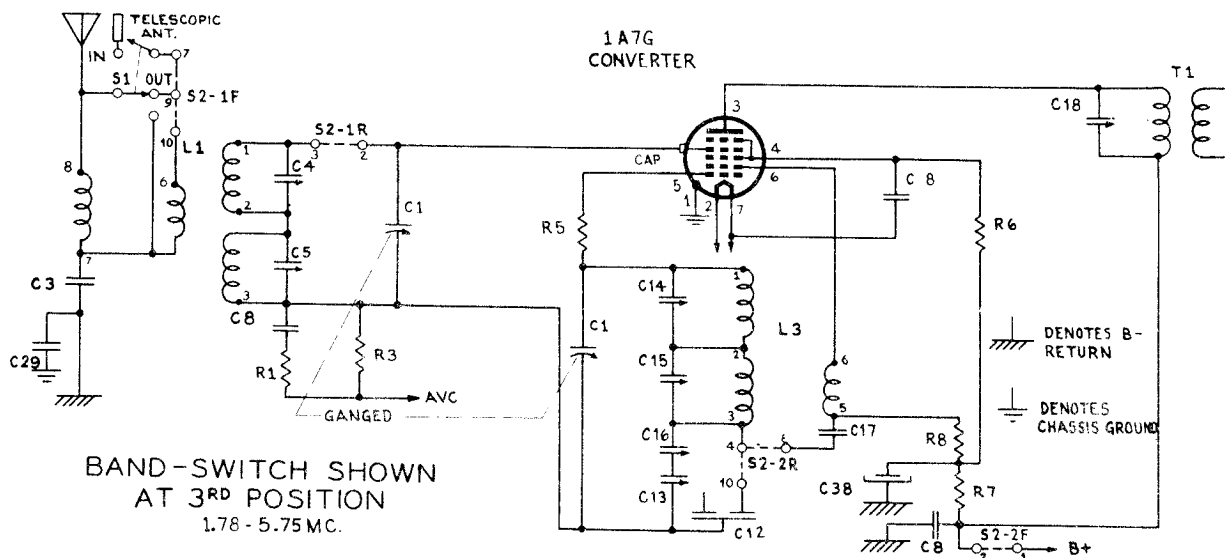 TELESCOPIC
ANT.
IN
7
S1 OUT
9
S2-1F
10
L1
8
6
7
C3
C29
1
2
3
C4
C5
C8
R1
R3
S2-1R
3 2
C1
AVC
GANGED
1A7G
CONVERTER
CAP
3
4
6
5
1
2 7
C 8
R5
R6
C18
T1
C1
C14
C15
C16
C13
1
2
3
L3
4
6
S2-2R
10
C12
6
5
C17
R8
R7
C38
C8
S2-2F
2 1
B+
DENOTES B-
RETURN
DENOTES
CHASSIS GROUND
BAND-SWITCH SHOWN
AT 3RD POSITION
1.78-5.75 MC.